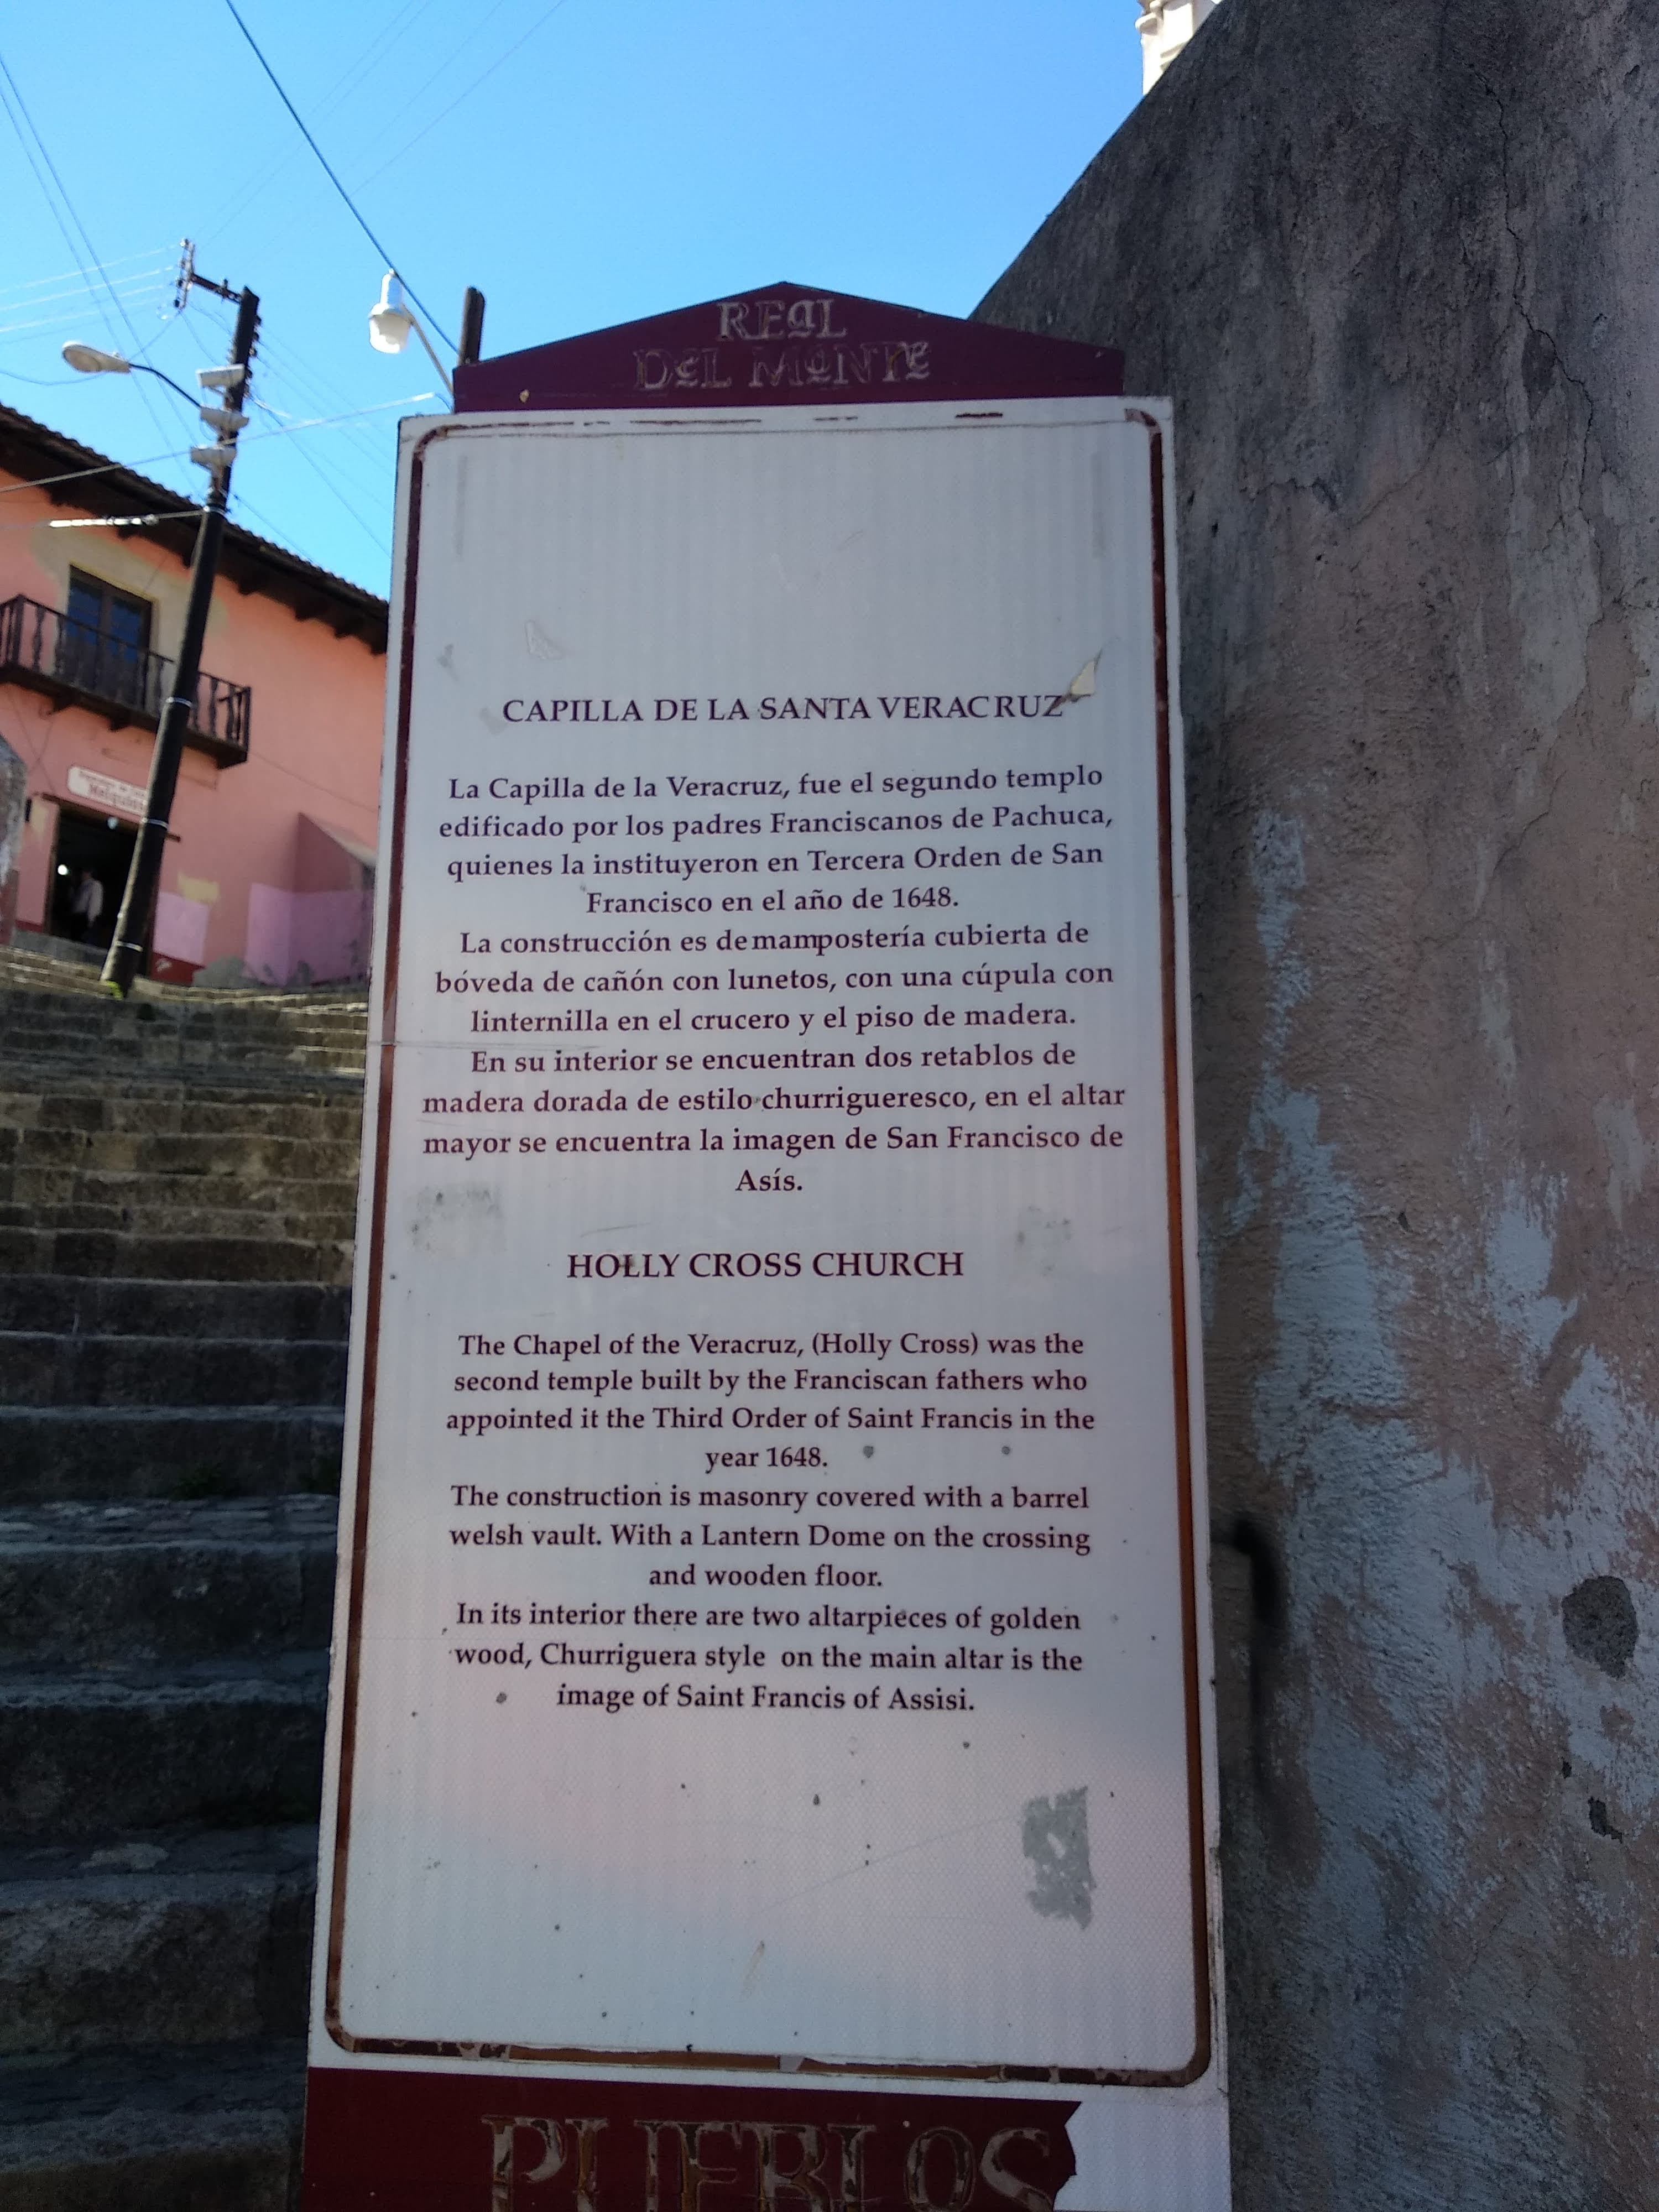 REAL
DEL MONTE
CAPILLA DE LA SANTA VERACRUZ
La Capilla de la Veracruz, fue el segundo templo
edificado por los padres Franciscanos de Pachuca,
quienes la instituyeron en Tercera Orden de San
Francisco en el año de 1648.
La construcción es de mampostería cubierta de
bóveda de cañón con lunetos, con una cúpula con
linternilla en el crucero y el piso de madera.
En su interior se encuentran dos retablos de
madera dorada de estilo churrigueresco, en el altar
mayor se encuentra la imagen de San Francisco de
Asís.
HOLLY CROSS CHURCH
The Chapel of the Veracruz, (Holly Cross) was the
second temple built by the Franciscan fathers who
appointed it the Third Order of Saint Francis in the
year 1648.
The construction is masonry covered with a barrel
welsh vault. With a Lantern Dome on the crossing
and wooden floor.
In its interior there are two altarpieces of golden
wood, Churriguera style on the main altar is the
image of Saint Francis of Assisi.
PUEBLOS